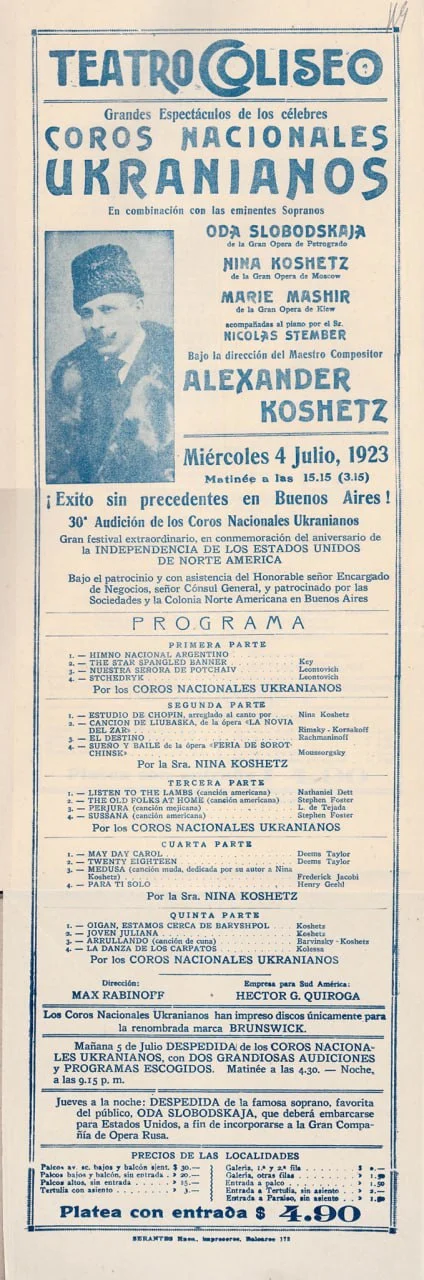 TEATRO COLISEO
Grandes Espectáculos de los célebres
COROS NACIONALES
UKRANIANOS
En combinación con las eminentes Sopranos
ODA SLOBODSKAJA
de la Gran Opera de Petrogrado
NINA KOSHETZ
de la Gran Opera de Moscow
MARIE MASHIR
de la Gran Opera de Kiew
acompañadas al piano por el Sr.
NICOLAS STEMBER
Bajo la dirección del Maestro Compositor
ALEXANDER
KOSHETZ
Miércoles 4 Julio, 1923
Matinée a las 15.15 (3.15)
¡Exito sin precedentes en Buenos Aires!
30ª Audición de los Coros Nacionales Ukranianos
Gran festival extraordinario, en conmemoración del aniversario de
la INDEPENDENCIA DE LOS ESTADOS UNIDOS
DE NORTE AMERICA
Bajo el patrocinio y con asistencia del Honorable señor Encargado
de Negocios, señor Cónsul General, y patrocinado por las
Sociedades y la Colonia Norte Americana en Buenos Aires
PROGRAMA
PRIMERA PARTE
1. — HIMNO NACIONAL ARGENTINO
2. — THE STAR SPANGLED BANNER Key
3. — NUESTRA SEÑORA DE POTCHAIV Leontovich
4. — STCHEDRYK Leontovich
Por los COROS NACIONALES UKRANIANOS
SEGUNDA PARTE
1. — ESTUDIO DE CHOPIN, arreglado al canto por Nina Koshetz
2. — CANCION DE LIUBASKA, de la ópera «LA NOVIA
DEL ZAR» Rimsky - Korsakoff
3. — EL DESTINO Rachmaninoff
4. — SUEÑO Y BAILE de la ópera «FERIA DE SOROT-
CHINSK» Moussorgsky
Por la Sra. NINA KOSHETZ
TERCERA PARTE
1. — LISTEN TO THE LAMBS (canción americana) Nathaniel Dett
2. — THE OLD FOLKS AT HOME (canción americana) Stephen Foster
3. — PERJURA (canción mejicana) L. de Tejada
4. — SUSSANA (canción americana) Stephen Foster
Por los COROS NACIONALES UKRANIANOS
CUARTA PARTE
1. — MAY DAY CAROL Deems Taylor
2. — TWENTY EIGHTEEN Deems Taylor
3. — MEDUSA (canción muda, dedicada por su autor a Nina
Koshetz) Frederick Jacobi
4. — PARA TI SOLO Henry Grehl
Por la Sra. NINA KOSHETZ
QUINTA PARTE
1. — OIGAN, ESTAMOS CERCA DE BARYSHPOL Koshetz
2. — JOVEN JULIANA Koshetz
3. — ARRULLANDO (canción de cuna) Barvinsky - Koshets
4. — LA DANZA DE LOS CARPATOS Kolessa
Por los COROS NACIONALES UKRANIANOS
Dirección: Empresa para Sud América:
MAX RABINOFF HECTOR G. QUIROGA
Los Coros Nacionales Ukranianos han impreso discos únicamente para
la renombrada marca BRUNSWICK.
Mañana 5 de Julio DESPEDIDA de los COROS NACIONA-
LES UKRANIANOS, con DOS GRANDIOSAS AUDICIONES
y PROGRAMAS ESCOGIDOS. Matinée a las 4.30. — Noche,
a las 9.15 p. m.
Jueves a la noche: DESPEDIDA de la famosa soprano, favorita
del público, ODA SLOBODSKAJA, que deberá embarcarse
para Estados Unidos, a fin de incorporarse a la Gran Compa-
ñía de Opera Rusa.
PRECIOS DE LAS LOCALIDADES
Palcos av. sc. bajos y balcón sient. $ 30.— Galería, 1.ª y 2.ª fila $
Palcos bajos y balcón, sin entrada » 20.— Galería, otras filas » 1.50
Palcos altos, sin entrada » 15.— Entrada a palco » 1.50
Tertulia con asiento » 3.— Entrada a Tertulia, sin asiento » 2.—
Entrada a Paraíso, sin asiento » 1.—
Platea con entrada $ 4.90
SERANTES Hnos., impresores, Balcarce 172